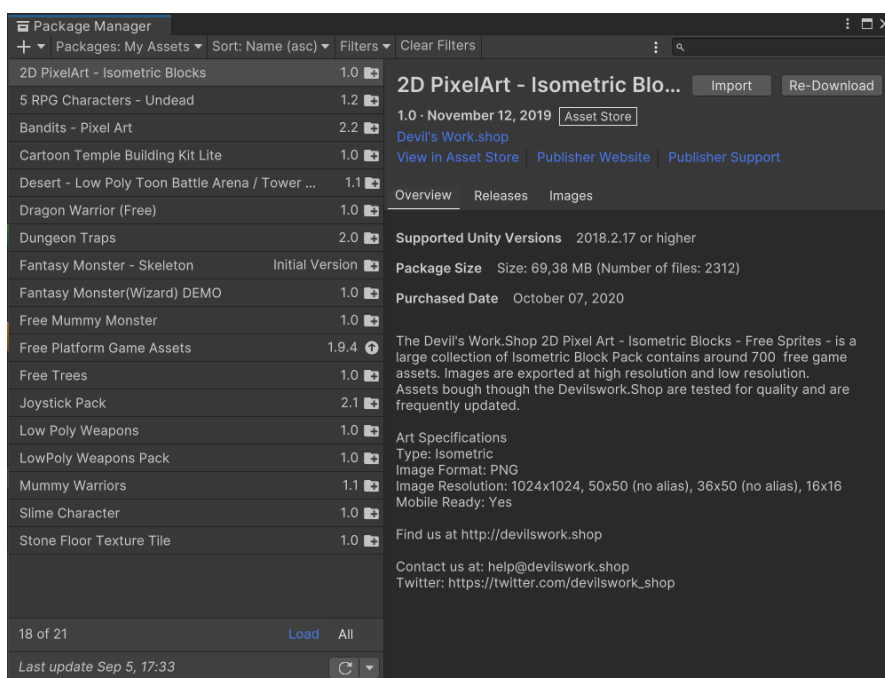 Package Manager
Packages: My Assets Sort: Name (asc) Filters Clear Filters
2D PixelArt - Isometric Blocks 1.0
5 RPG Characters - Undead 1.2
Bandits - Pixel Art 2.2
Cartoon Temple Building Kit Lite 1.0
Desert - Low Poly Toon Battle Arena / Tower ... 1.1
Dragon Warrior (Free) 1.0
Dungeon Traps 2.0
Fantasy Monster - Skeleton Initial Version
Fantasy Monster(Wizard) DEMO 1.0
Free Mummy Monster 1.0
Free Platform Game Assets 1.9.4
Free Trees 1.0
Joystick Pack 2.1
Low Poly Weapons 1.0
LowPoly Weapons Pack 1.0
Mummy Warriors 1.1
Slime Character 1.0
Stone Floor Texture Tile 1.0
18 of 21 Load All
Last update Sep 5, 17:33
2D PixelArt - Isometric Blo... Import Re-Download
1.0 · November 12, 2019 Asset Store
Devil's Work.shop
View in Asset Store Publisher Website Publisher Support
Overview Releases Images
Supported Unity Versions 2018.2.17 or higher
Package Size Size: 69,38 MB (Number of files: 2312)
Purchased Date October 07, 2020
The Devil's Work.Shop 2D Pixel Art - Isometric Blocks - Free Sprites - is a
large collection of Isometric Block Pack contains around 700 free game
assets. Images are exported at high resolution and low resolution.
Assets bough though the Devilswork.Shop are tested for quality and are
frequently updated.
Art Specifications
Type: Isometric
Image Format: PNG
Image Resolution: 1024x1024, 50x50 (no alias), 36x50 (no alias), 16x16
Mobile Ready: Yes
Find us at http://devilswork.shop
Contact us at: help@devilswork.shop
Twitter: https://twitter.com/devilswork_shop